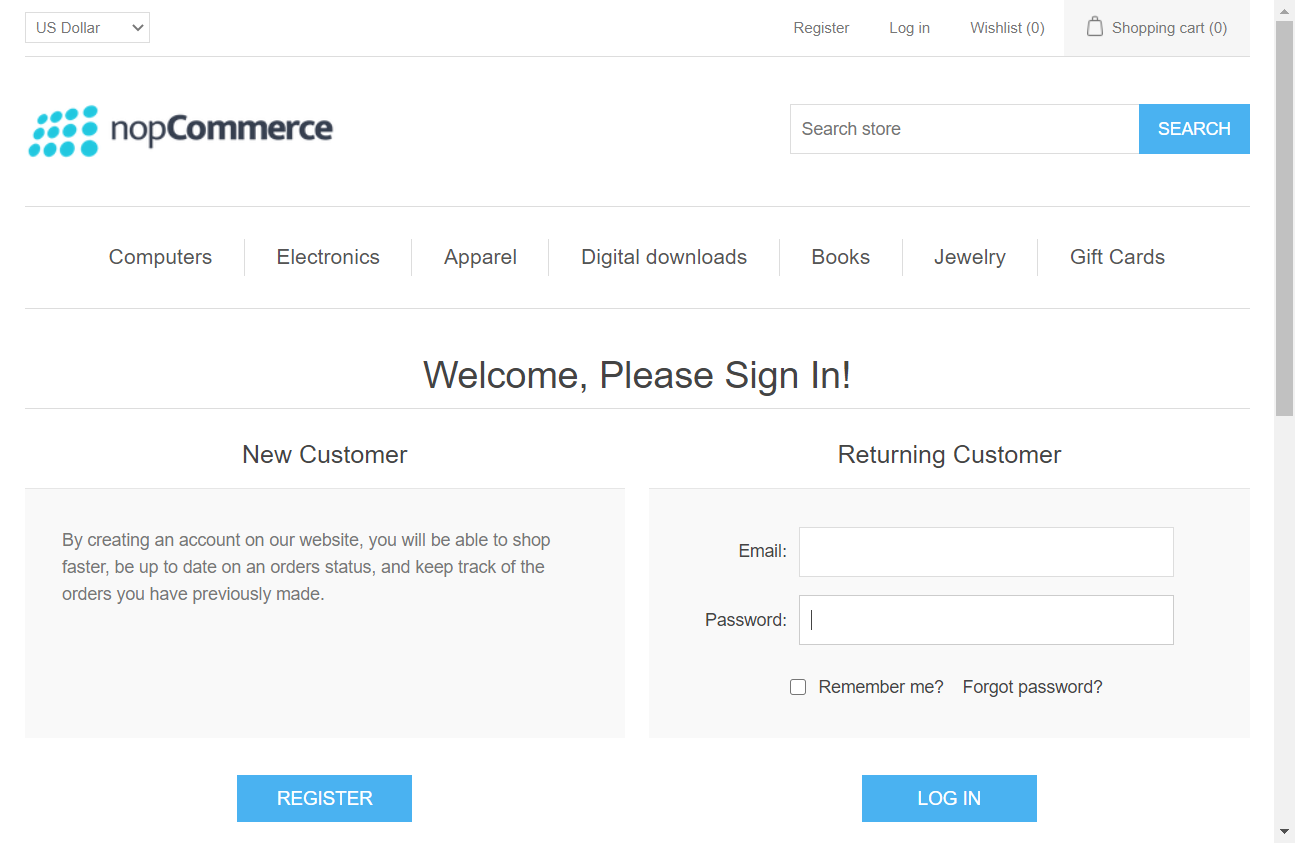 US Dollar
Register
Log in
Wishlist (0)
Shopping cart (0)
nopCommerce
Search store
SEARCH
Computers
Electronics
Apparel
Digital downloads
Books
Jewelry
Gift Cards
Welcome, Please Sign In!
New Customer
By creating an account on our website, you will be able to shop
faster, be up to date on an orders status, and keep track of the
orders you have previously made.
REGISTER
Returning Customer
Email:
Password:
Remember me?
Forgot password?
LOG IN